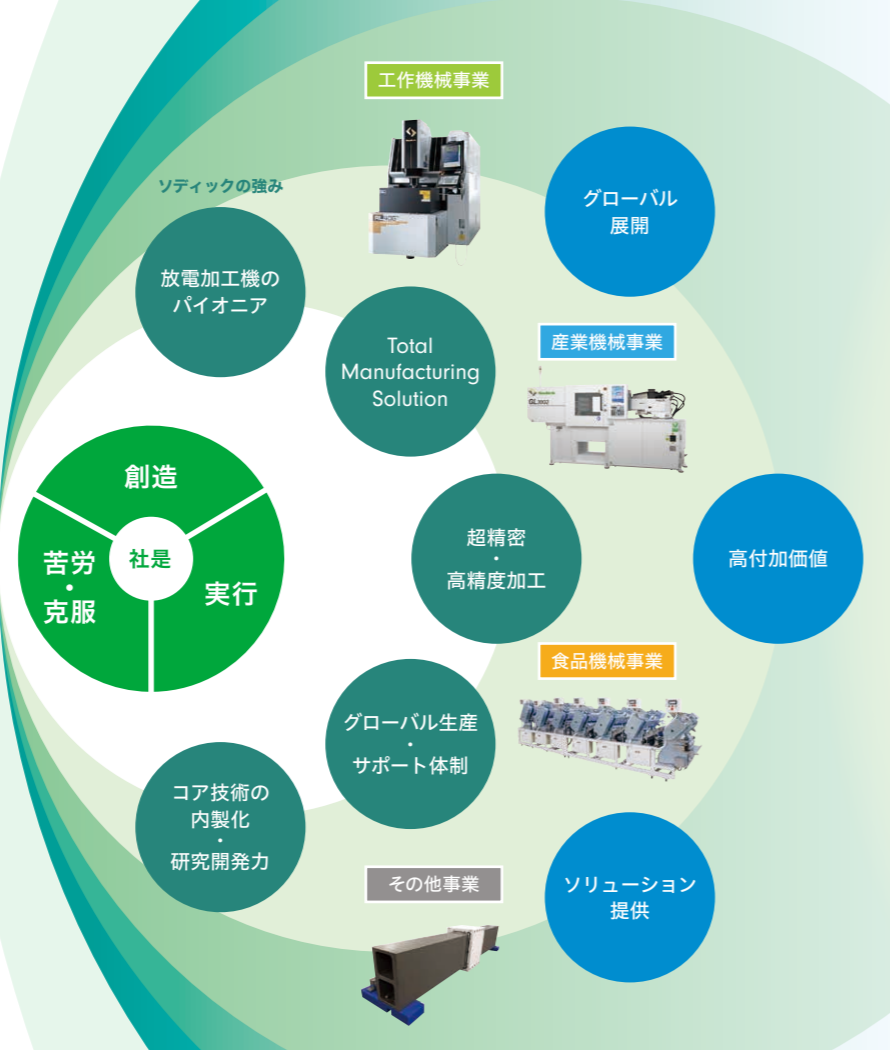 工作機械事業
ソディックの強み
グローバル
展開
放電加工機の
パイオニア
Total
Manufacturing
Solution
産業機械事業
創造
社是
苦労
・
克服
実行
超精密
・
高精度加工
高付加価値
食品機械事業
グローバル生産
・
サポート体制
コア技術の
内製化
・
研究開発力
その他事業
ソリューション
提供